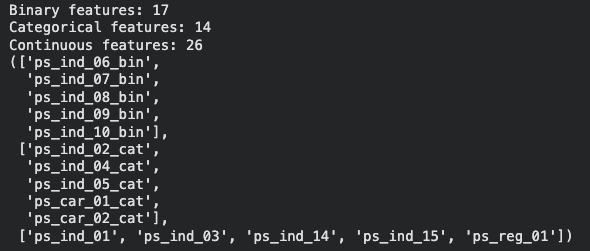 Binary features: 17
Categorical features: 14
Continuous features: 26
(['ps_ind_06_bin',
  'ps_ind_07_bin',
  'ps_ind_08_bin',
  'ps_ind_09_bin',
  'ps_ind_10_bin'],
 ['ps_ind_02_cat',
  'ps_ind_04_cat',
  'ps_ind_05_cat',
  'ps_car_01_cat',
  'ps_car_02_cat'],
 ['ps_ind_01', 'ps_ind_03', 'ps_ind_14', 'ps_ind_15', 'ps_reg_01'])